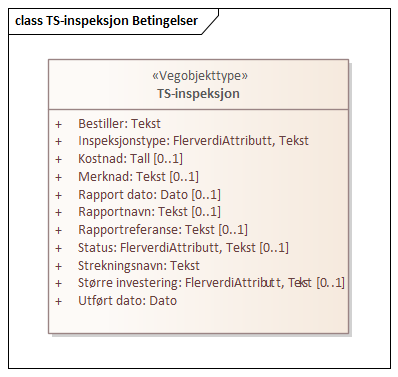 class TS-inspeksjon Betingelser
«Vegobjekttype»
TS-inspeksjon
+ Bestiller: Tekst
+ Inspeksjonstype: FlerverdiAttributt, Tekst
+ Kostnad: Tall [0..1]
+ Merknad: Tekst [0..1]
+ Rapport dato: Dato [0..1]
+ Rapportnavn: Tekst [0..1]
+ Rapportreferanse: Tekst [0..1]
+ Status: FlerverdiAttributt, Tekst [0..1]
+ Strekningsnavn: Tekst
+ Større investering: FlerverdiAttributt, Tekst [0..1]
+ Utført dato: Dato